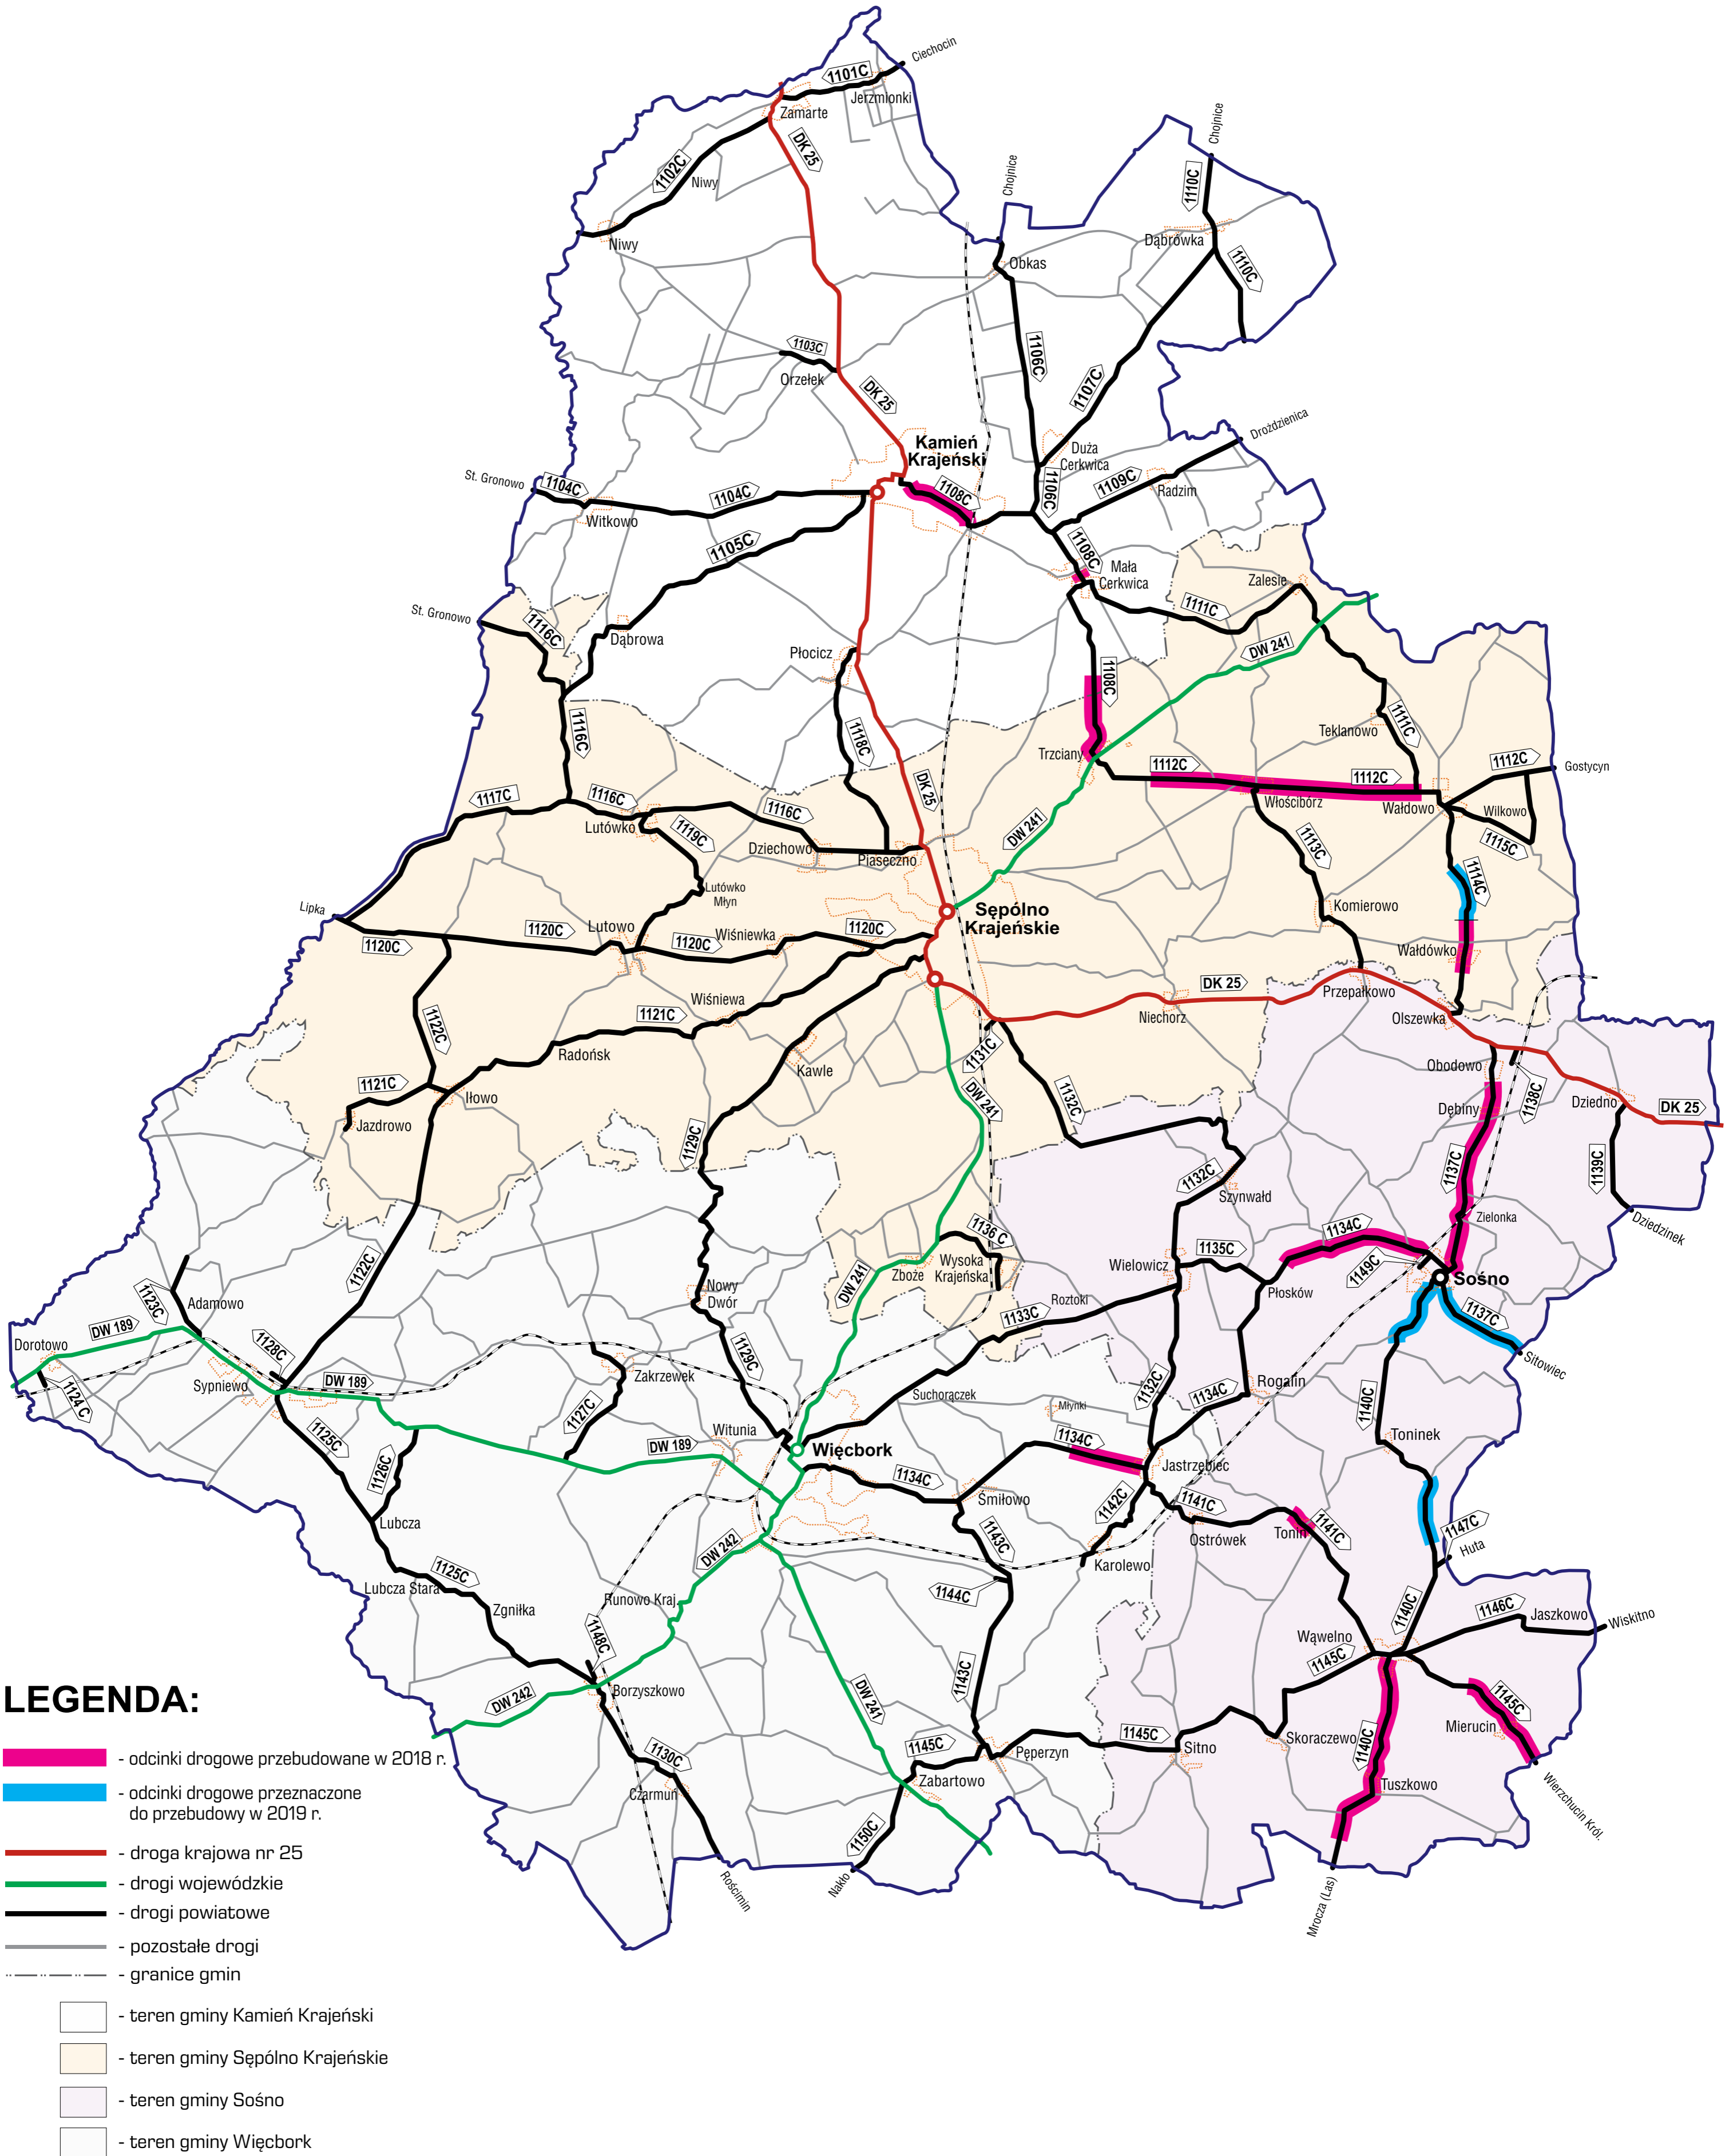 Ciechocin
1101C
Jerzmionki
Zamarte
DK 25
1102C
Niwy
Niwy
Chojnice
Chojnice
1110C
Dąbrówka
1110C
Obkas
1106C
1107C
1103C
Orzełek
DK 25
Kamień
Krajeński
Duża
Cerkwica
Drożdzienica
1106C
1109C
Radzim
St. Gronowo
1104C
1104C
Witkowo
1108C
1105C
1108C
Mała
Cerkwica
Zalesie
1111C
St. Gronowo
1116C
Dąbrowa
Płocicz
DW 241
1108C
1116C
1118C
Teklanowo
1111C
Trzciany
1112C
1112C
1112C
Gostycyn
DK 25
1117C
1116C
1116C
Lutówko
1119C
Dziechowo
Piaseczno
DW 241
Włościbórz
Wałdowo
Wilkowo
1115C
1113C
1114C
Lutówko
Młyn
Lipka
1120C
1120C
Lutowo
1120C
Wiśniewka
1120C
Sępólno
Krajeńskie
Komierowo
Wałdówko
1122C
1121C
Wiśniewa
DK 25
Niechorz
Przepałkowo
Olszewka
Radońsk
Kawle
1131C
1121C
Iłowo
Jazdrowo
DW 241
1132C
Obodowo
Dębiny
1138C
Dziedno
DK 25
1129C
1137C
1139C
1132C
Szynwałd
Zielonka
Dziedzinek
1136 C
Wysoka
Krajeńska
Zboże
1134C
1135C
Wielowicz
1149C
Sośno
Płosków
1122C
Nowy
Dwór
DW 241
Roztoki
1133C
1137C
Sitowiec
1123C
Adamowo
DW 189
Dorotowo
1128C
1129C
1124 C
Sypniewo
DW 189
Zakrzewek
Suchorączek
1132C
1134C
Rogalin
1140C
Młynki
1127C
1125C
Witunia
DW 189
Więcbork
1134C
Toninek
1126C
1134C
Jastrzębiec
Śmiłowo
1142C
1141C
Lubcza
Ostrówek
Tonin
1141C
1147C
Huta
1143C
Karolewo
DW 242
1125C
Lubcza Stara
Zgniłka
Runowo Kraj.
1144C
1148C
1140C
1146C
Jaszkowo
Wiskitno
Wąwelno
1145C
1143C
DW 242
Borzyszkowo
DW 241
1145C
Mierucin
1130C
1145C
1145C
Pęperzyn
Sitno
Skoraczewo
1140C
Czarmuń
Zabartowo
Tuszkowo
Wierzchucin Król.
1150C
Rościmin
Nakło
Mrocza (Las)
LEGENDA:
- odcinki drogowe przebudowane w 2018 r.
- odcinki drogowe przeznaczone
do przebudowy w 2019 r.
- droga krajowa nr 25
- drogi wojewódzkie
- drogi powiatowe
- pozostałe drogi
- granice gmin
- teren gminy Kamień Krajeński
- teren gminy Sępólno Krajeńskie
- teren gminy Sośno
- teren gminy Więcbork